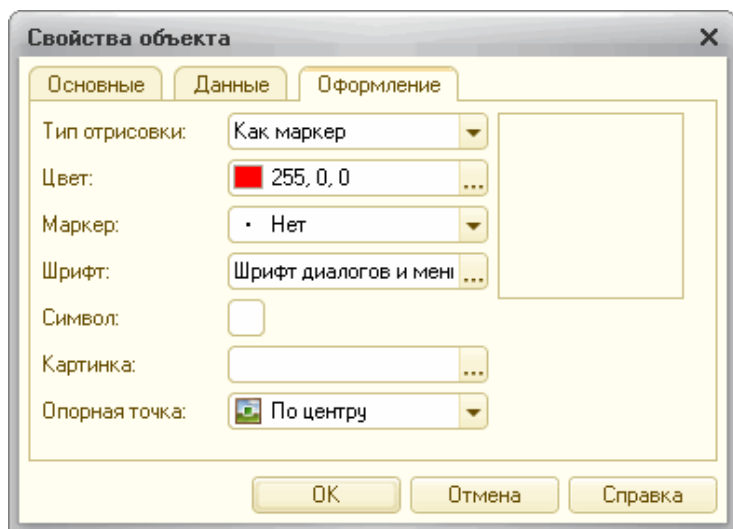 Свойства объекта
Основные Данные Оформление
Тип отрисовки: Как маркер
Цвет: 255, 0, 0 ...
Маркер: Нет
Шрифт: Шрифт диалогов и мен ...
Символ:
Картинка: ...
Опорная точка: По центру
OK Отмена Справка